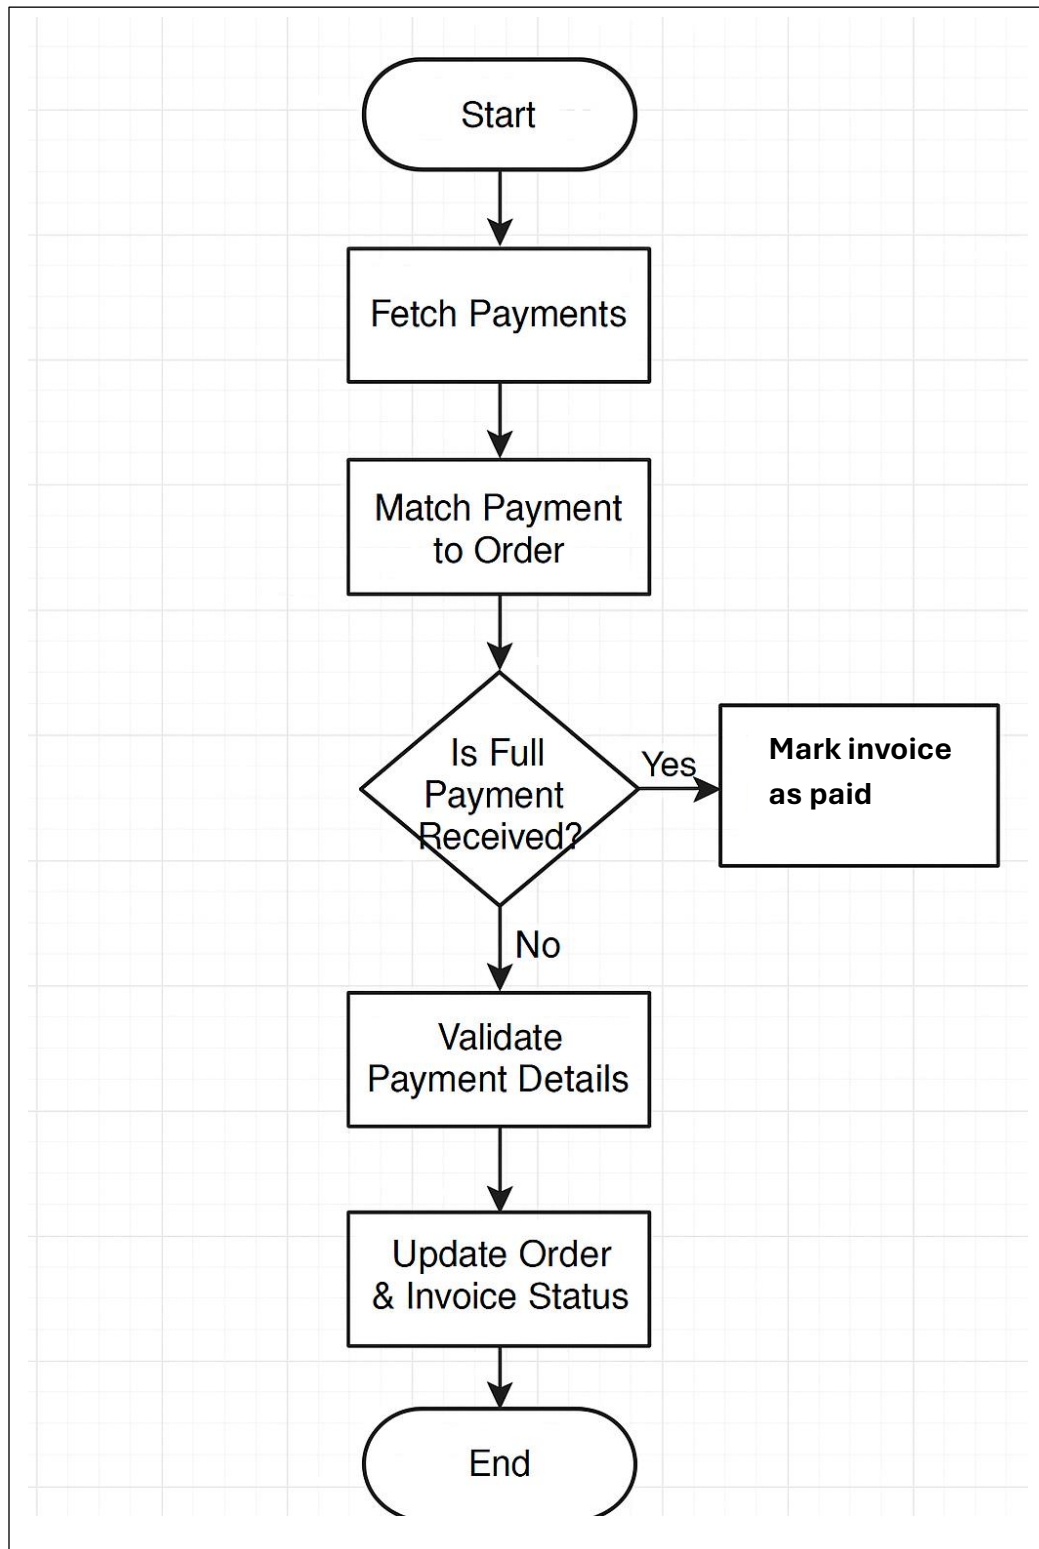 Start
Fetch Payments
Match Payment
to Order
Is Full
Payment
Received?
Yes
Mark invoice
as paid
No
Validate
Payment Details
Update Order
& Invoice Status
End